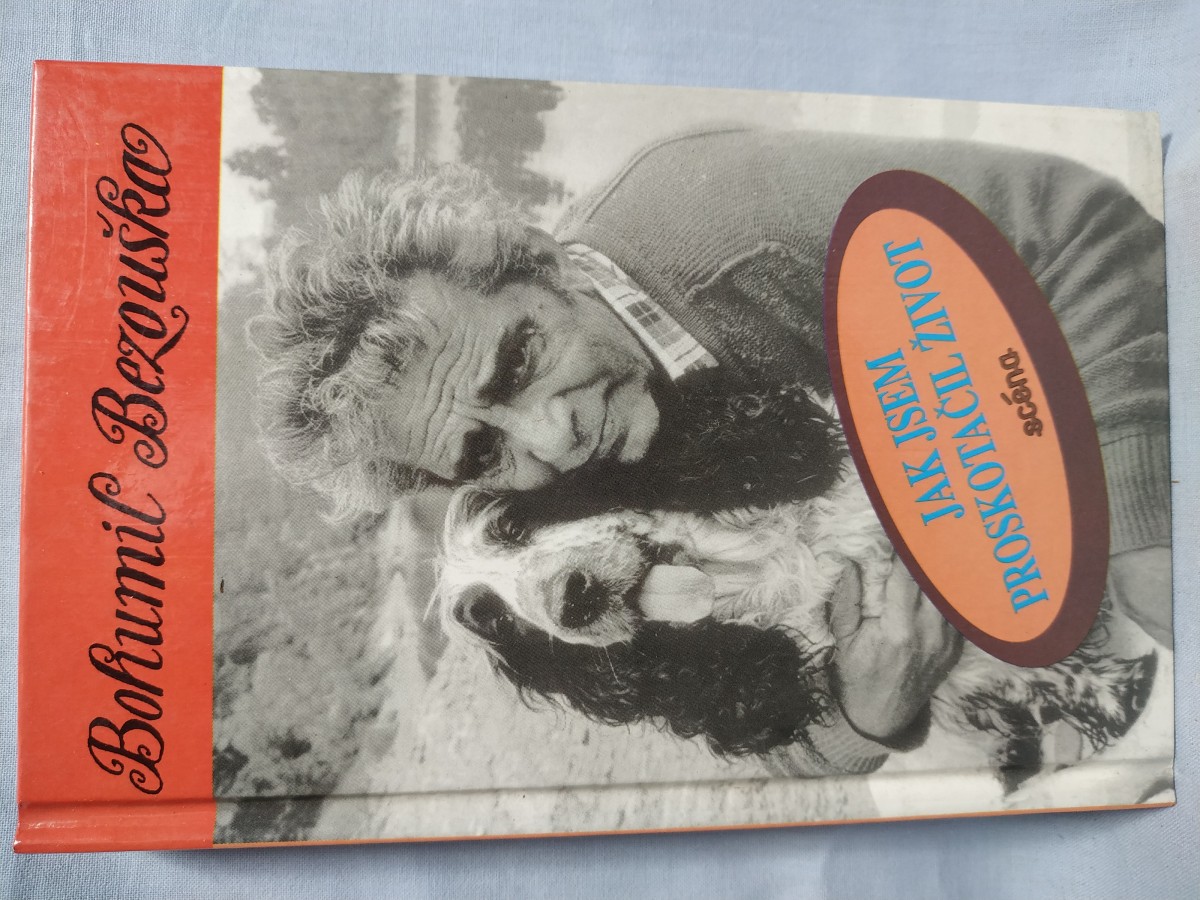 Bohumil Bezouška
JAK JSEM
PROSKOTAČIL ŽIVOT
scéna